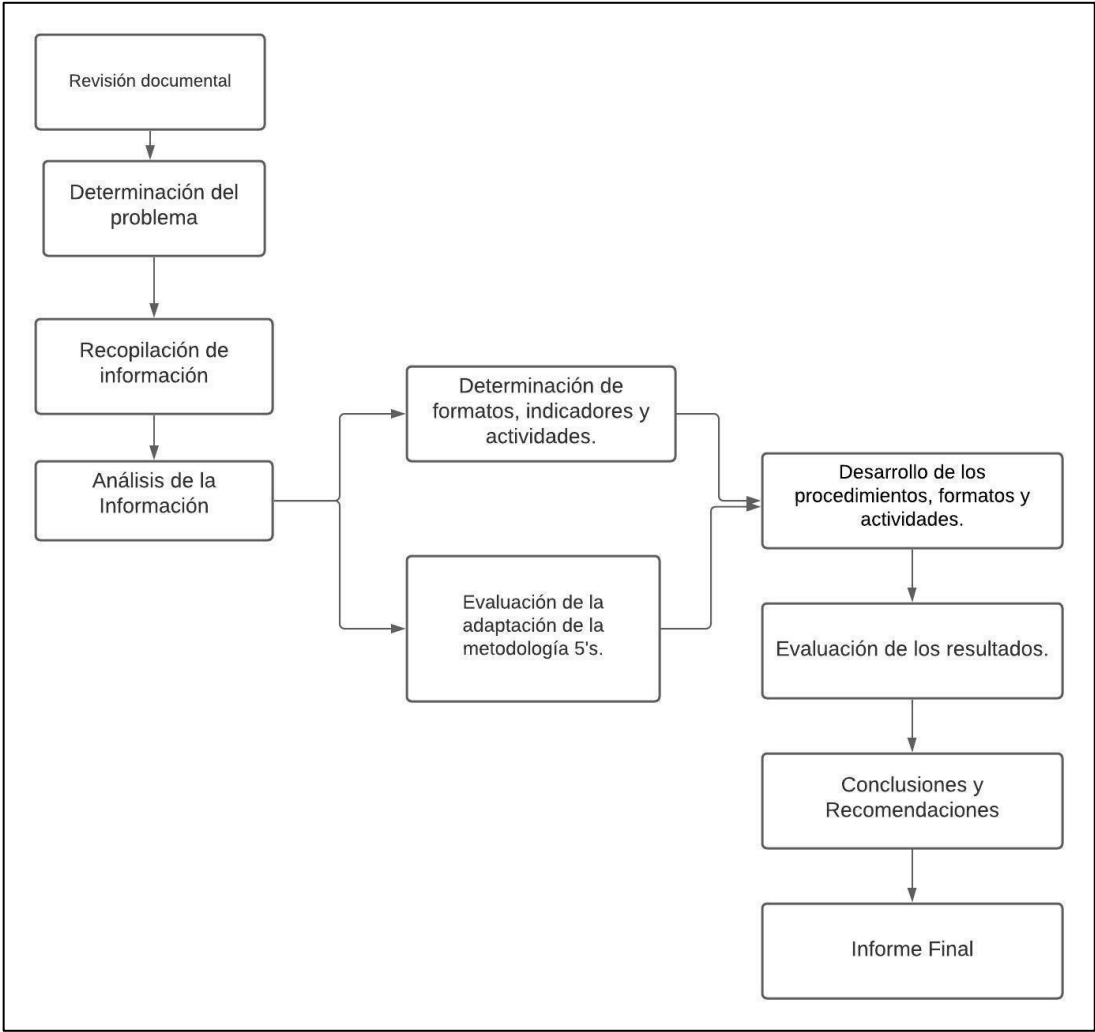 Revisión documental
Determinación del
problema
Recopilación de
información
Análisis de la
Información
Determinación de
formatos, indicadores y
actividades.
Evaluación de la
adaptación de la
metodología 5's.
Desarrollo de los
procedimientos, formatos y
actividades.
Evaluación de los resultados.
Conclusiones y
Recomendaciones
Informe Final